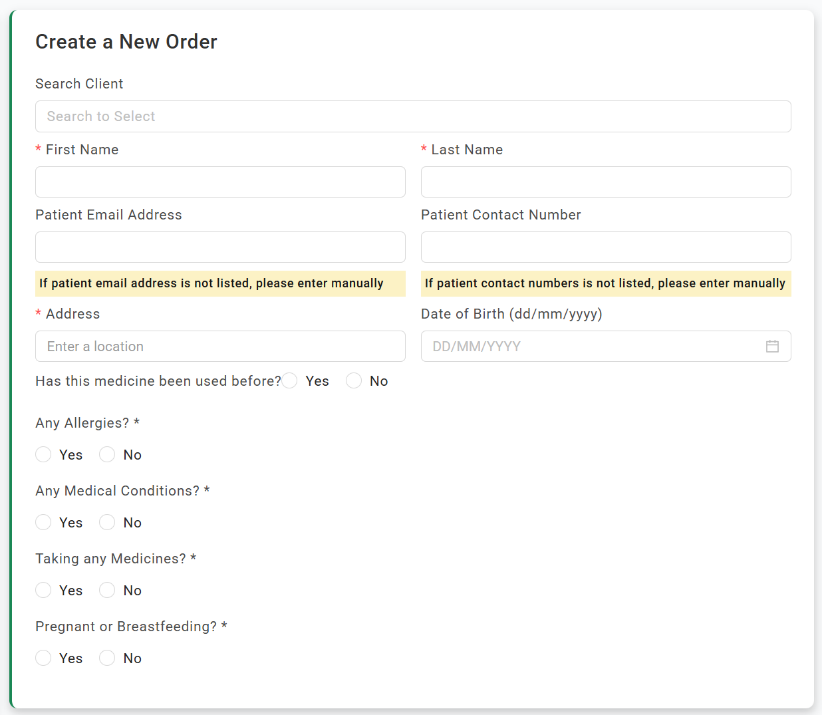 Create a New Order
Search Client
Search to Select
* First Name
* Last Name
Patient Email Address
Patient Contact Number
If patient email address is not listed, please enter manually
If patient contact numbers is not listed, please enter manually
* Address
Date of Birth (dd/mm/yyyy)
Enter a location
DD/MM/YYYY
Has this medicine been used before? Yes No
Any Allergies? *
Yes No
Any Medical Conditions? *
Yes No
Taking any Medicines? *
Yes No
Pregnant or Breastfeeding? *
Yes No